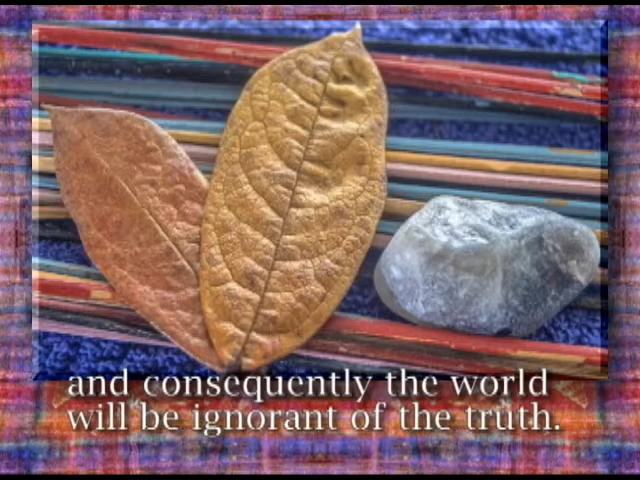 and consequently the world
will be ignorant of the truth.